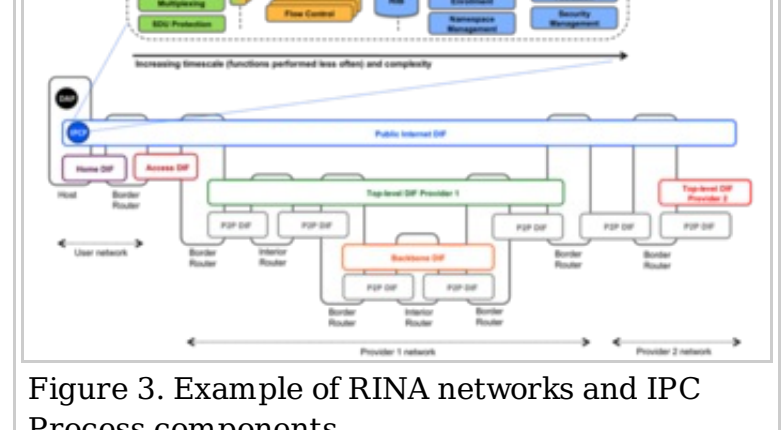 Multiplexing
SDU Protection
Flow Control
RIB
Enrollment
Namespace
Management
Security
Management
Increasing timescale (functions performed less often) and complexity
DAF
IPCP
Public Internet DIF
Home DIF
Access DIF
Host
Border
Router
Top-level DIF Provider 1
Top-level DIF
Provider 2
P2P DIF
P2P DIF
P2P DIF
P2P DIF
P2P DIF
User network
Border
Router
Interior
Router
Backbone DIF
Border
Router
Border
Router
P2P DIF
P2P DIF
Border
Router
Interior
Router
Border
Router
Provider 1 network
Provider 2 network
Figure 3. Example of RINA networks and IPC
Process components